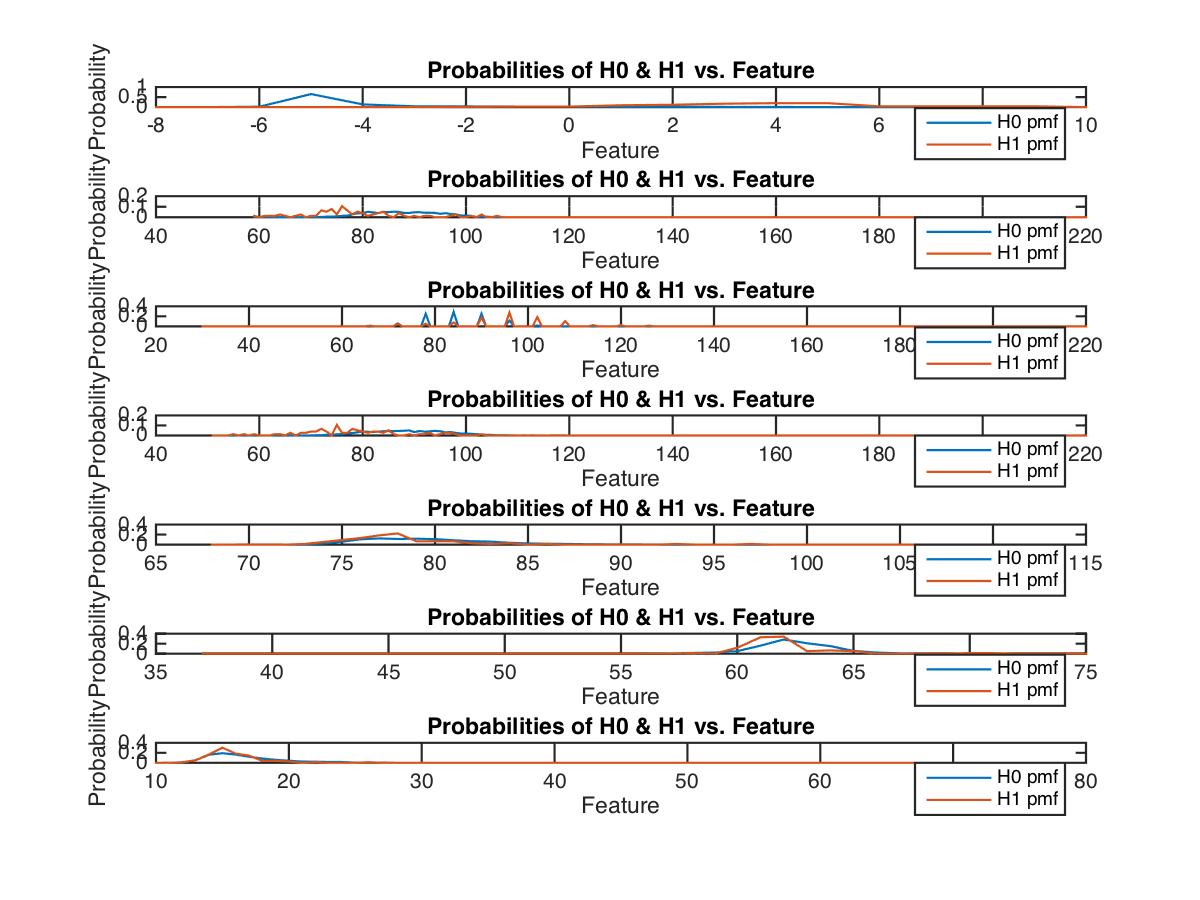 Probabilities of H0 & H1 vs. Feature
Probability
1
0.5
0
-8 -6 -4 -2 0 2 4 6 10
Feature
H0 pmf
H1 pmf
Probabilities of H0 & H1 vs. Feature
Probability
0.2
0.1
0
40 60 80 100 120 140 160 180 220
Feature
H0 pmf
H1 pmf
Probabilities of H0 & H1 vs. Feature
Probability
0.4
0.2
0
20 40 60 80 100 120 140 160 180 220
Feature
H0 pmf
H1 pmf
Probabilities of H0 & H1 vs. Feature
Probability
0.2
0.1
0
40 60 80 100 120 140 160 180 220
Feature
H0 pmf
H1 pmf
Probabilities of H0 & H1 vs. Feature
Probability
0.4
0.2
0
65 70 75 80 85 90 95 100 105 115
Feature
H0 pmf
H1 pmf
Probabilities of H0 & H1 vs. Feature
Probability
0.4
0.2
0
35 40 45 50 55 60 65 75
Feature
H0 pmf
H1 pmf
Probabilities of H0 & H1 vs. Feature
Probability
0.4
0.2
0
10 20 30 40 50 60 80
Feature
H0 pmf
H1 pmf